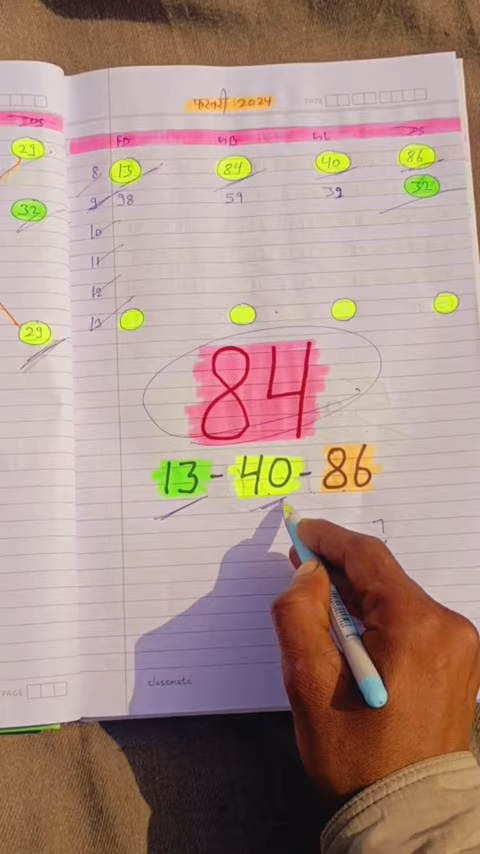 29
32
29
फरवरी 2024
DATE
FD GB GL DS
8. 13 84 40 86
9. 98 59 39 32
10
11
12
13
84
13-40-86
PAGE
classmate